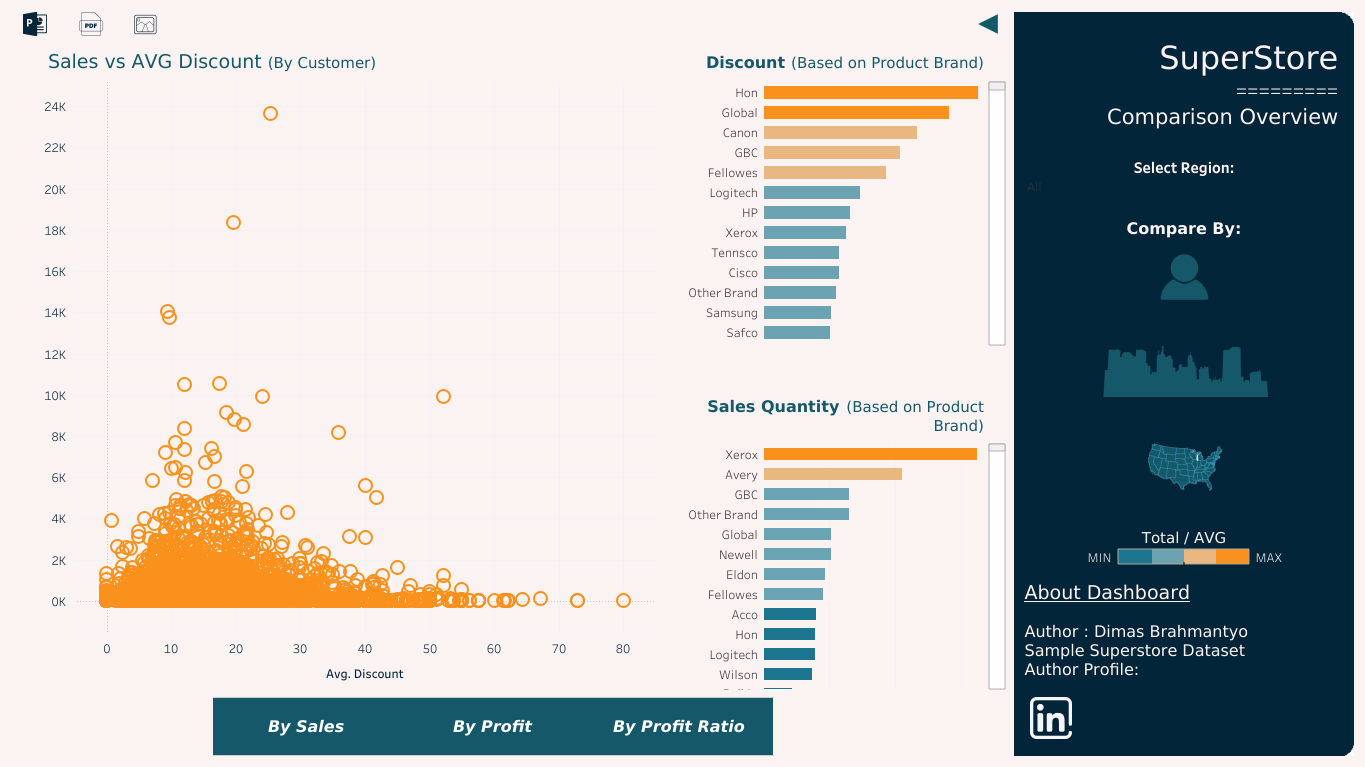 P
PDF
Sales vs AVG Discount (By Customer)
24K
22K
20K
18K
16K
14K
12K
10K
8K
6K
4K
2K
0K
0 10 20 30 40 50 60 70 80
Avg. Discount
Discount (Based on Product Brand)
Hon
Global
Canon
GBC
Fellowes
Logitech
HP
Xerox
Tennsco
Cisco
Other Brand
Samsung
Safco
Sales Quantity (Based on Product
Brand)
Xerox
Avery
GBC
Other Brand
Global
Newell
Eldon
Fellowes
Acco
Hon
Logitech
Wilson
By Sales By Profit By Profit Ratio
SuperStore
=========
Comparison Overview
Select Region:
All
Compare By:
Total / AVG
MIN MAX
About Dashboard
Author : Dimas Brahmantyo
Sample Superstore Dataset
Author Profile:
in